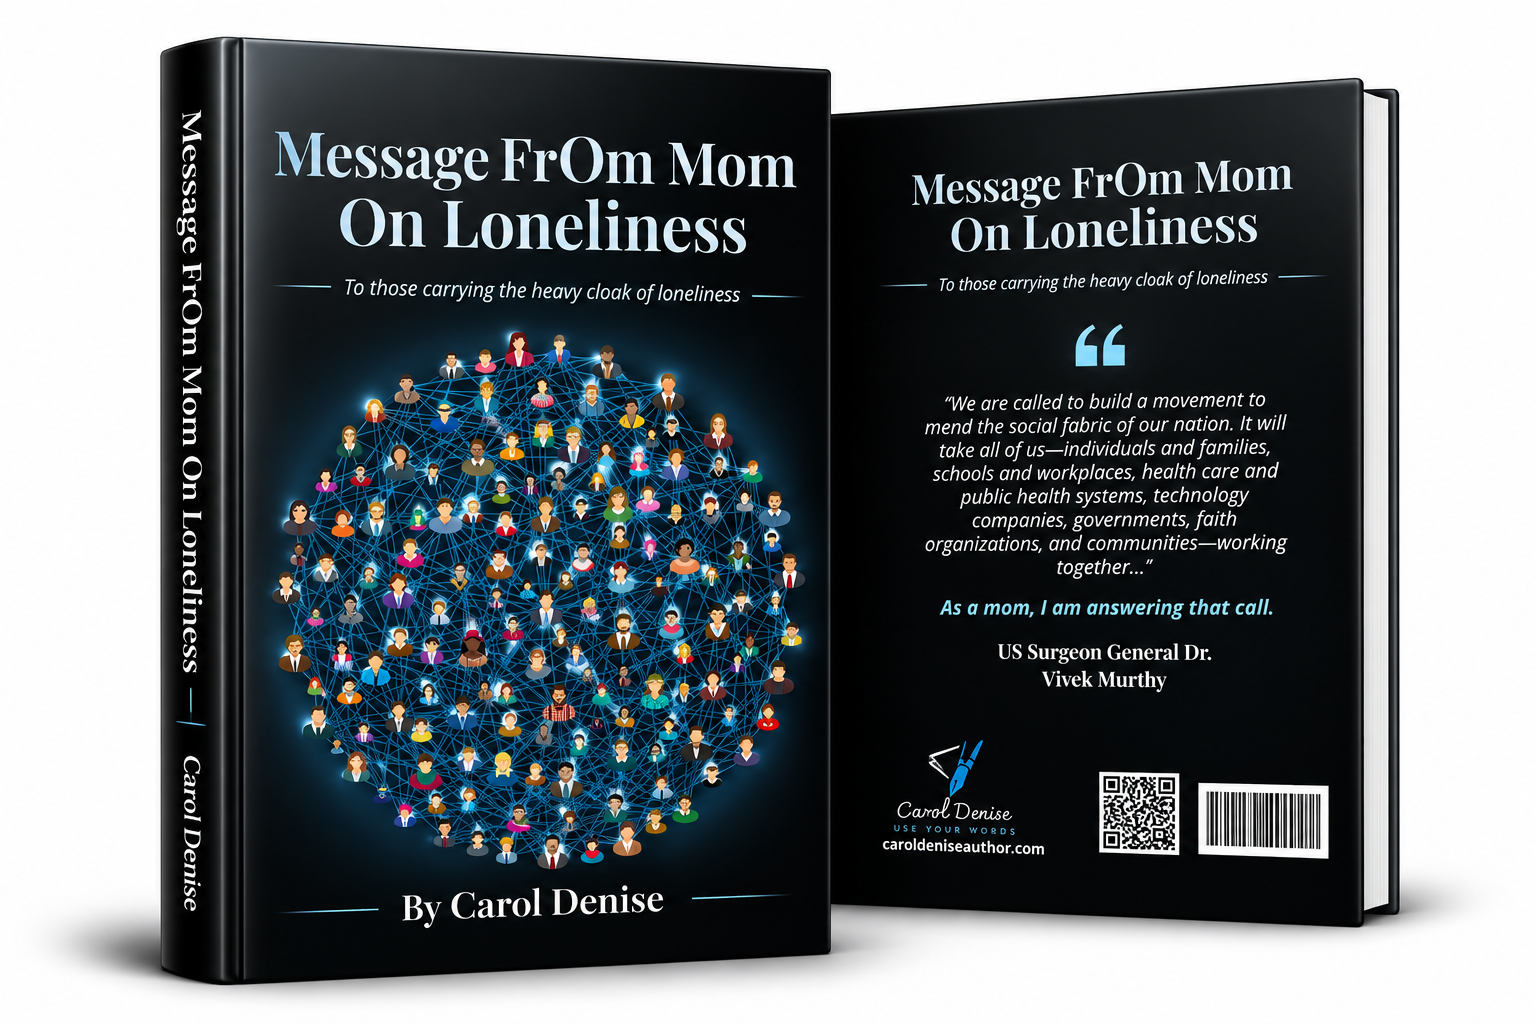 Message FrOm Mom On Loneliness
Carol Denise
Message FrOm Mom
On Loneliness
To those carrying the heavy cloak of loneliness
By Carol Denise
Message FrOm Mom
On Loneliness
To those carrying the heavy cloak of loneliness
“
“We are called to build a movement to
mend the social fabric of our nation. It will
take all of us—individuals and families,
schools and workplaces, health care and
public health systems, technology
companies, governments, faith
organizations, and communities—working
together...”
As a mom, I am answering that call.
US Surgeon General Dr.
Vivek Murthy
Carol Denise
USE YOUR WORDS
caroldeniseauthor.com